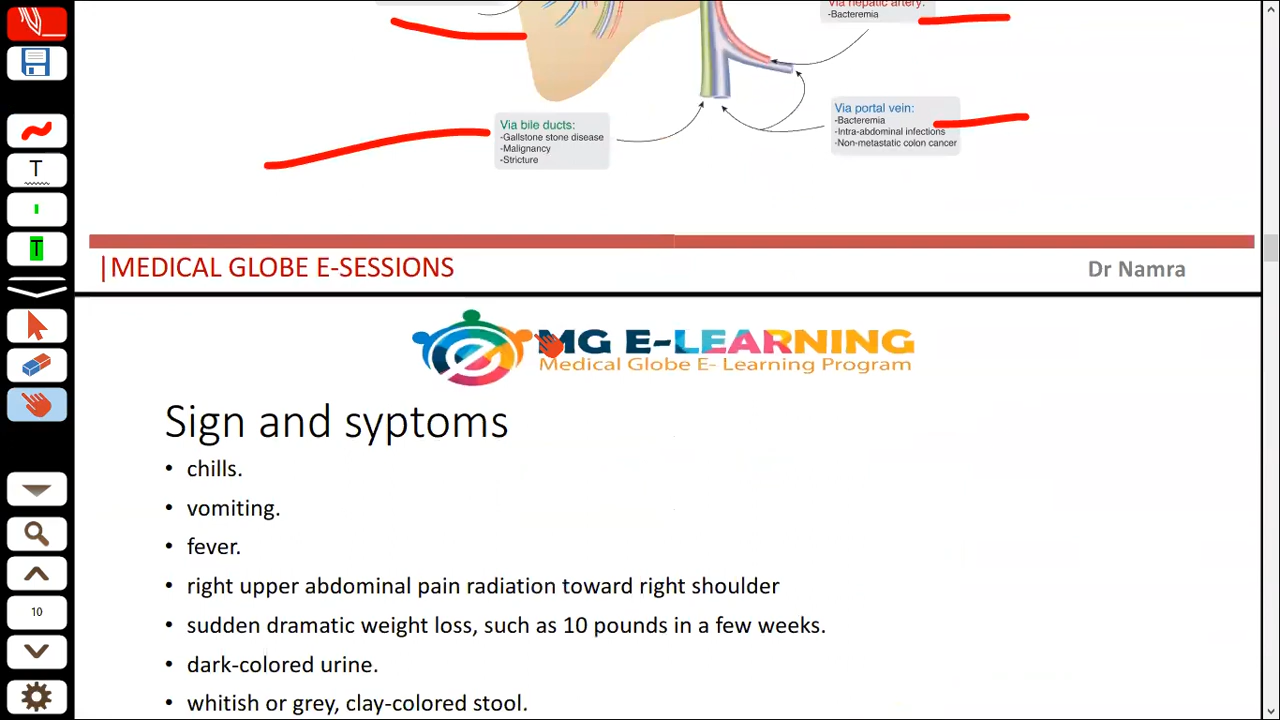 Via hepatic artery:
-Bacteremia
Via portal vein:
-Bacteremia
-Intra-abdominal infections
-Non-metastatic colon cancer
Via bile ducts:
-Gallstone stone disease
-Malignancy
-Stricture
|MEDICAL GLOBE E-SESSIONS
Dr Namra
MG E-LEARNING
Medical Globe E- Learning Program
Sign and syptoms
• chills.
• vomiting.
• fever.
• right upper abdominal pain radiation toward right shoulder
• sudden dramatic weight loss, such as 10 pounds in a few weeks.
• dark-colored urine.
• whitish or grey, clay-colored stool.
T
T
10